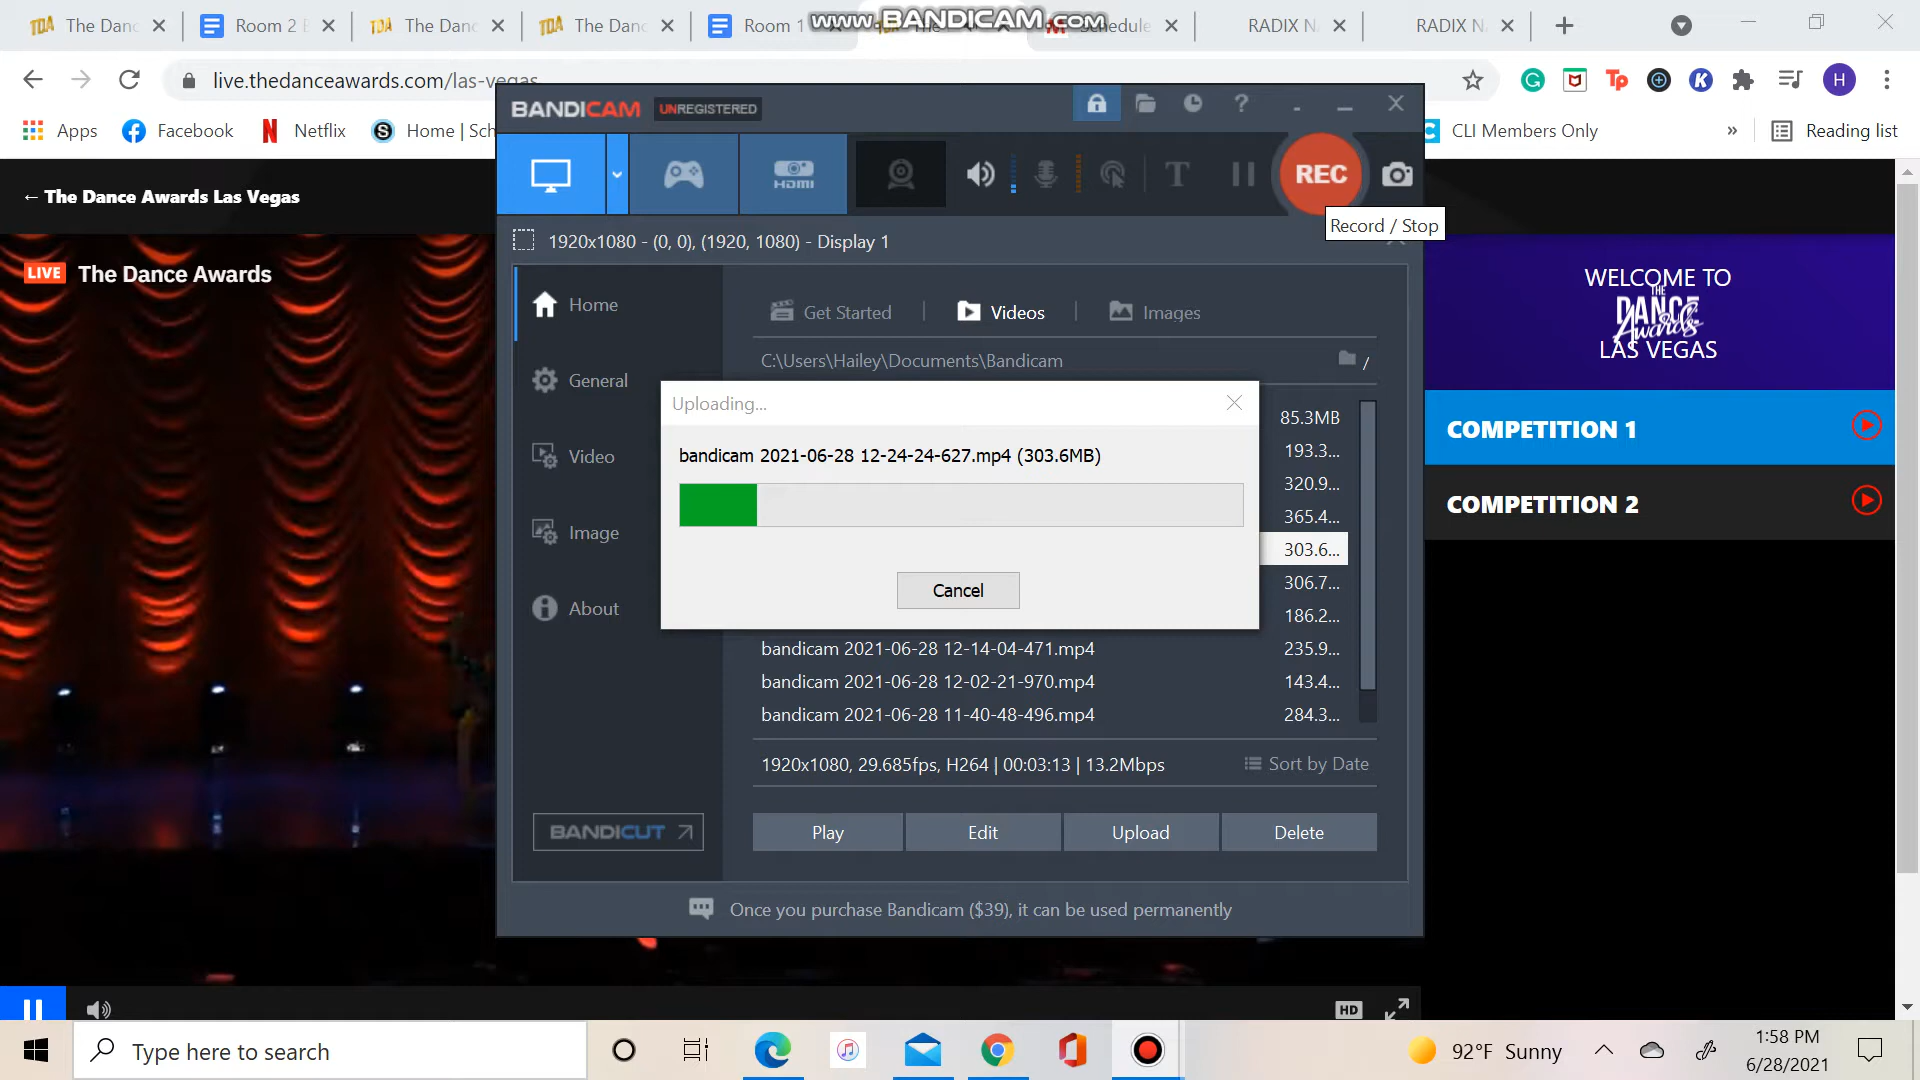 The Danc
Room 2 E
The Danc
The Danc
Room 1
www.BANDICAM.com
Schedule
RADIX N
RADIX N
live.thedanceawards.com/las-vegas
H
Apps
Facebook
Netflix
Home | Sch
CLI Members Only
»
Reading list
← The Dance Awards Las Vegas
LIVE The Dance Awards
BANDICAM UNREGISTERED
HDMI
T
REC
Record / Stop
1920x1080 - (0, 0), (1920, 1080) - Display 1
Home
General
Video
Image
About
Get Started
Videos
Images
C:\Users\Hailey\Documents\Bandicam
/
Uploading...
bandicam 2021-06-28 12-24-24-627.mp4 (303.6MB)
Cancel
85.3MB
193.3...
320.9...
365.4...
303.6...
306.7...
186.2...
bandicam 2021-06-28 12-14-04-471.mp4 235.9...
bandicam 2021-06-28 12-02-21-970.mp4 143.4...
bandicam 2021-06-28 11-40-48-496.mp4 284.3...
1920x1080, 29.685fps, H264 | 00:03:13 | 13.2Mbps
Sort by Date
BANDICUT
Play
Edit
Upload
Delete
Once you purchase Bandicam ($39), it can be used permanently
WELCOME TO
THE DANCE Awards
LAS VEGAS
COMPETITION 1
COMPETITION 2
HD
Type here to search
92°F Sunny
1:58 PM
6/28/2021